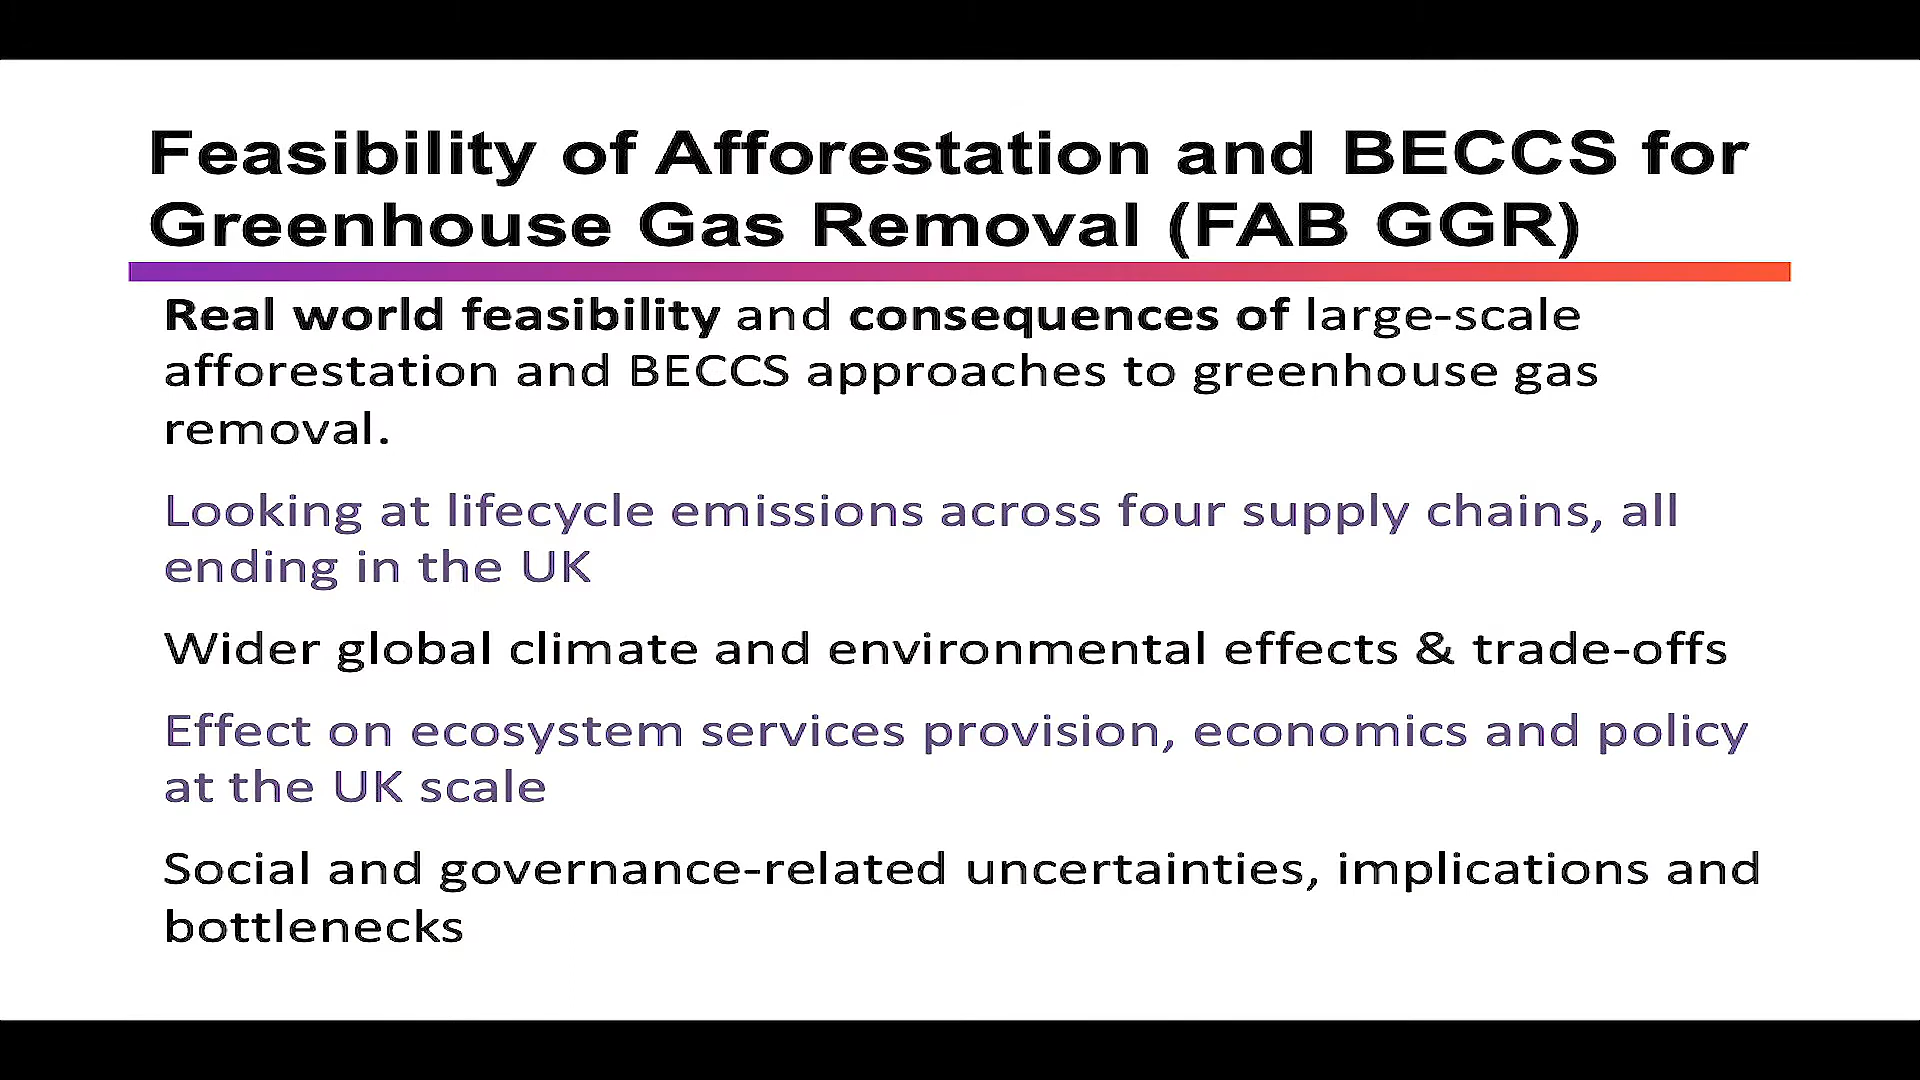 Feasibility of Afforestation and BECCS for
Greenhouse Gas Removal (FAB GGR)
Real world feasibility and consequences of large-scale
afforestation and BECCS approaches to greenhouse gas
removal.
Looking at lifecycle emissions across four supply chains, all
ending in the UK
Wider global climate and environmental effects & trade-offs
Effect on ecosystem services provision, economics and policy
at the UK scale
Social and governance-related uncertainties, implications and
bottlenecks